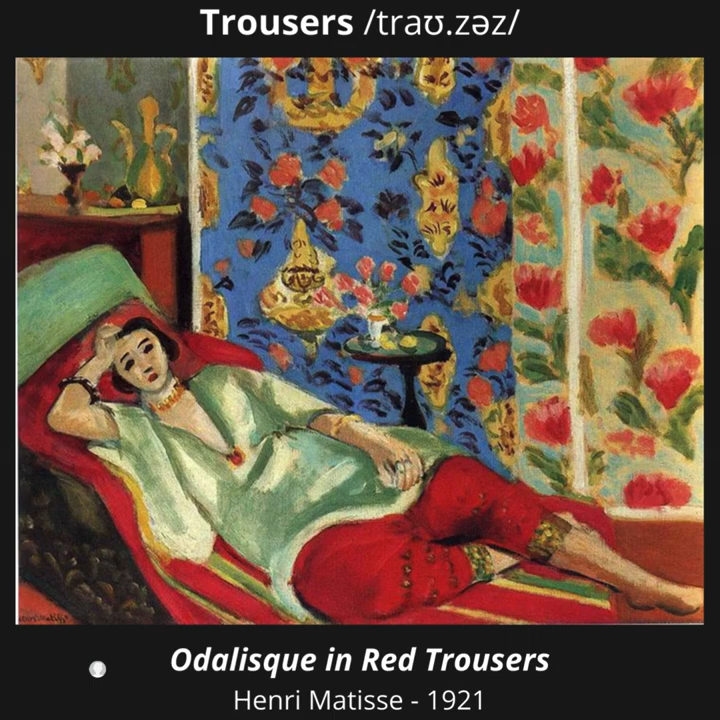 Trousers /traʊ.zəz/
Odalisque in Red Trousers
Henri Matisse - 1921